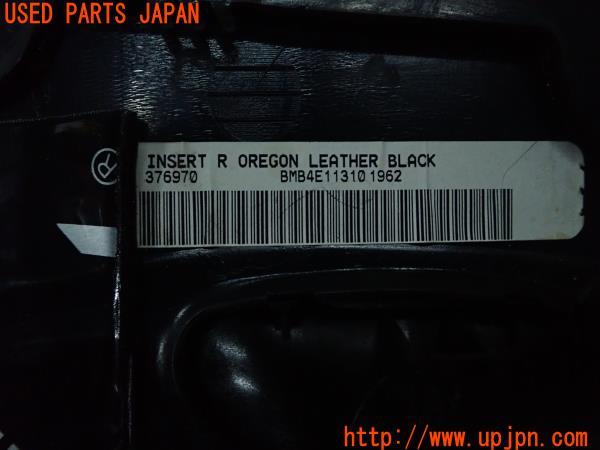 USED PARTS JAPAN
R
INSERT R OREGON LEATHER BLACK
376970 BMB4E11310 1962
http://www.upjpn.com/